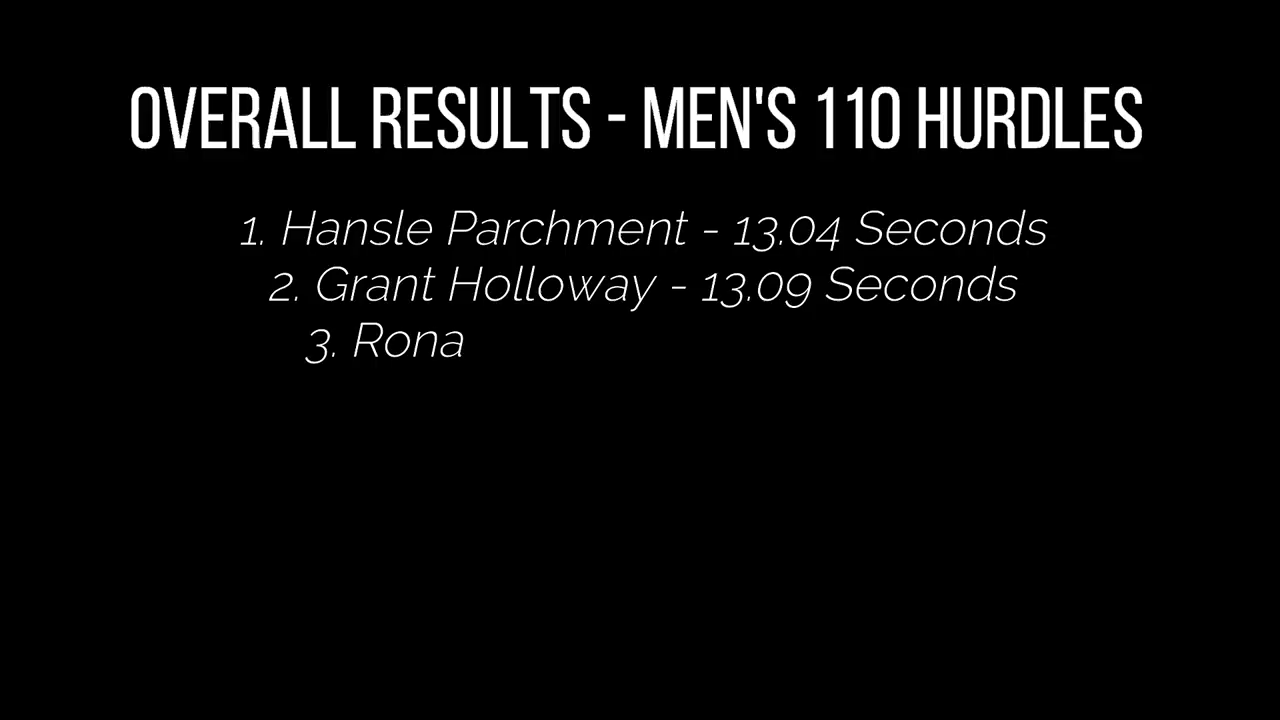 OVERALL RESULTS - MEN'S 110 HURDLES
1. Hansle Parchment - 13.04 Seconds
2. Grant Holloway - 13.09 Seconds
3. Rona